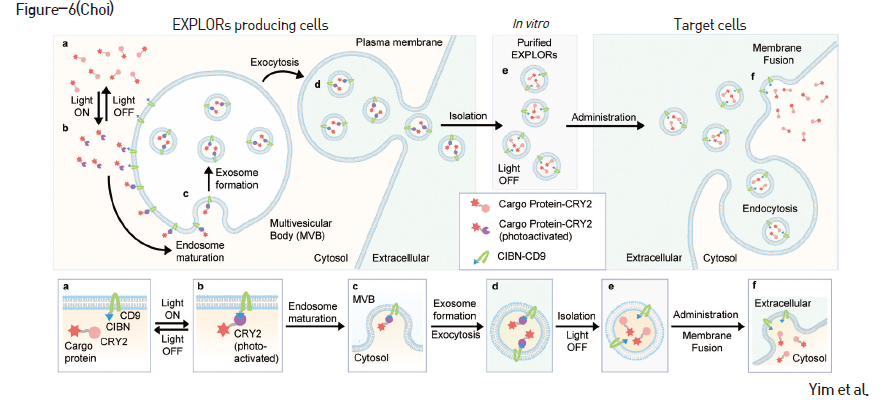 Figure-6(Choi)
EXPLORs producing cells
In vitro
Target cells
a
Light
ON
Light
OFF
b
Exocytosis
Plasma membrane
d
c
Exosome
formation
Endosome
maturation
Multivesicular
Body (MVB)
Cytosol
Extracellular
Isolation
Purified
EXPLORs
e
Light
OFF
Administration
Membrane
Fusion
f
Endocytosis
Extracellular
Cytosol
Cargo Protein-CRY2
Cargo Protein-CRY2
(photoactivated)
CIBN-CD9
a
CD9
CIBN
CRY2
Cargo
protein
Light
ON
Light
OFF
b
CRY2
(photo-
activated)
Endosome
maturation
c
MVB
Cytosol
Exosome
formation
Exocytosis
d
Isolation
Light
OFF
e
Administration
Membrane
Fusion
f
Extracellular
Cytosol
Yim et al.